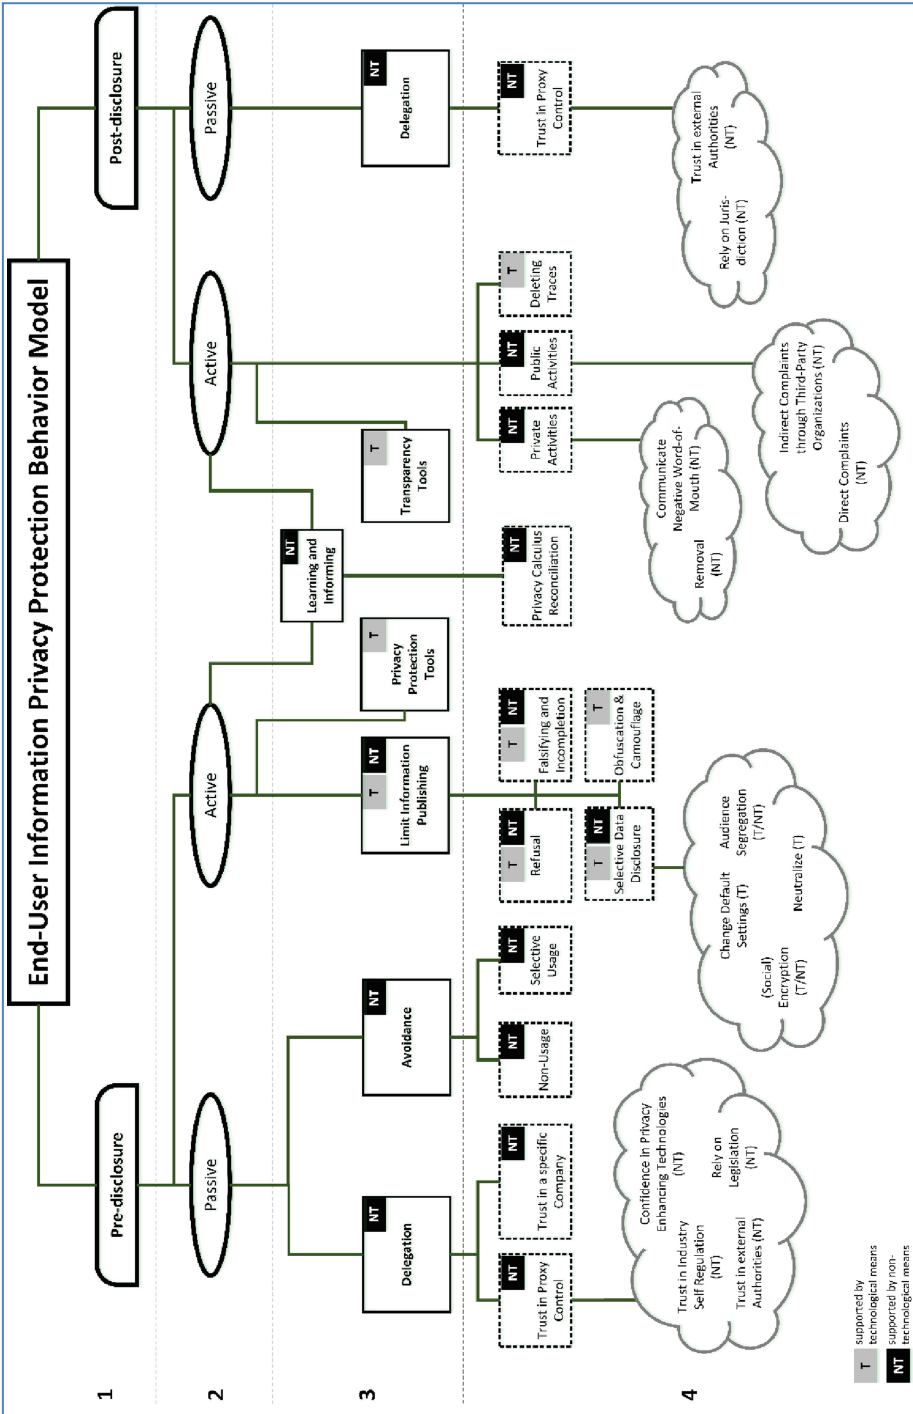 End-User Information Privacy Protection Behavior Model
1
Pre-disclosure
Post-disclosure
2
Passive
Active
Active
Passive
3
NT
Delegation
NT
Avoidance
T
NT
Limit Information
Publishing
T
Privacy
Protection
Tools
NT
Learning and
Informing
T
Transparency
Tools
NT
Delegation
4
NT
Trust in Proxy
Control
NT
Trust in a specific
Company
NT
Non-Usage
NT
Selective
Usage
T
NT
Refusal
T
NT
Falsifying and
Incompletion
T
NT
Selective Data
Disclosure
T
Obfuscation &
Camouflage
NT
Privacy Calculus
Reconciliation
NT
Private
Activities
NT
Public
Activities
T
Deleting
Traces
NT
Trust in Proxy
Control
Trust in Industry
Self Regulation
(NT)
Confidence in Privacy
Enhancing Technologies
(NT)
Trust in external
Authorities (NT)
Rely on
Legislation
(NT)
(Social)
Encryption
(T/NT)
Change Default
Settings (T)
Audience
Segregation
(T/NT)
Neutralize (T)
Removal
(NT)
Communicate
Negative Word-of-
Mouth (NT)
Direct Complaints
(NT)
Indirect Complaints
through Third-Party
Organizations (NT)
Rely on Juris-
diction (NT)
Trust in external
Authorities
(NT)
T
supported by
technological means
NT
supported by non-
technological means